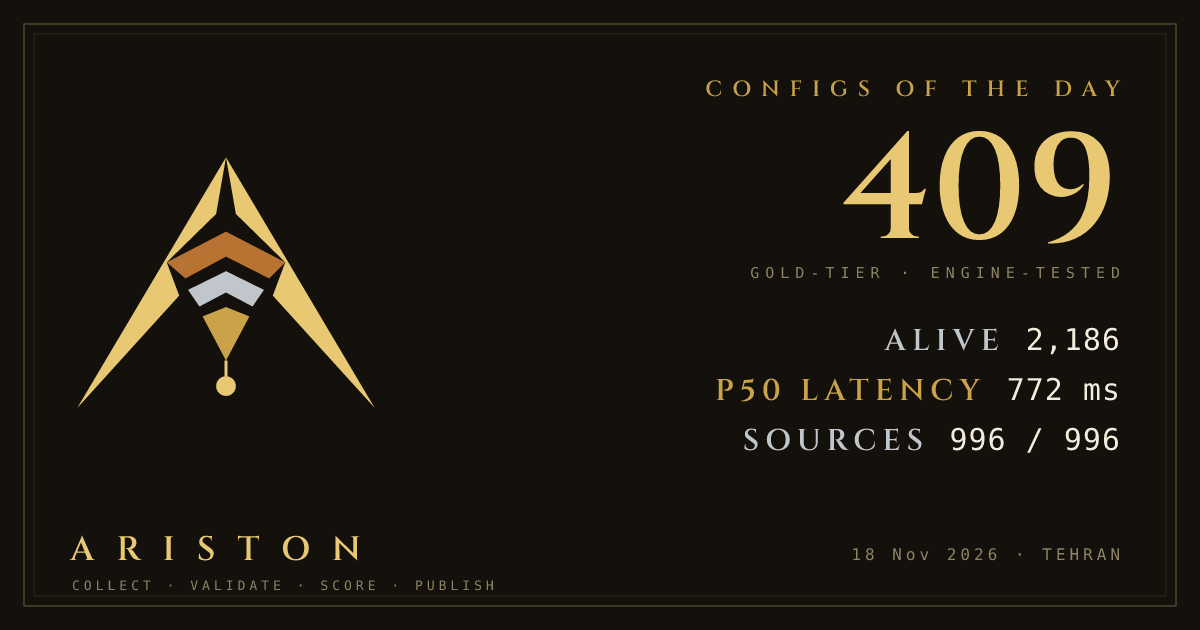 CONFIGS OF THE DAY
409
GOLD-TIER · ENGINE-TESTED
ALIVE 2,186
P50 LATENCY 772 ms
SOURCES 996 / 996
ARISTON
COLLECT · VALIDATE · SCORE · PUBLISH
18 Nov 2026 · TEHRAN